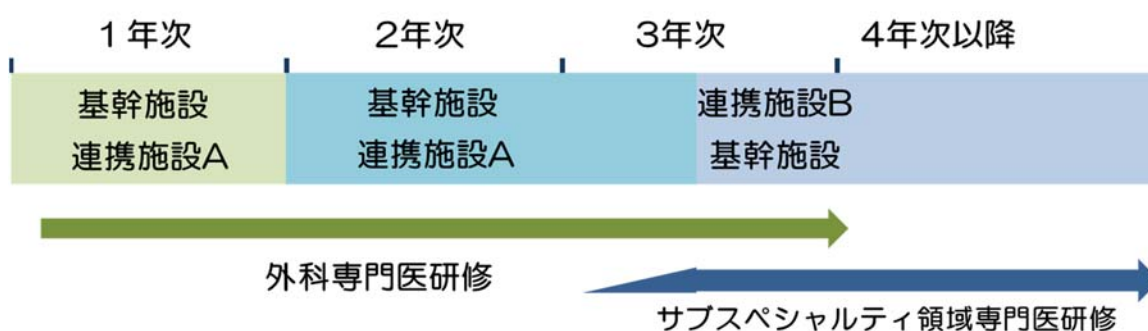 1年次 2年次 3年次 4年次以降
基幹施設 基幹施設 連携施設B
連携施設A 連携施設A 基幹施設
外科専門医研修
サブスペシャルティ領域専門医研修